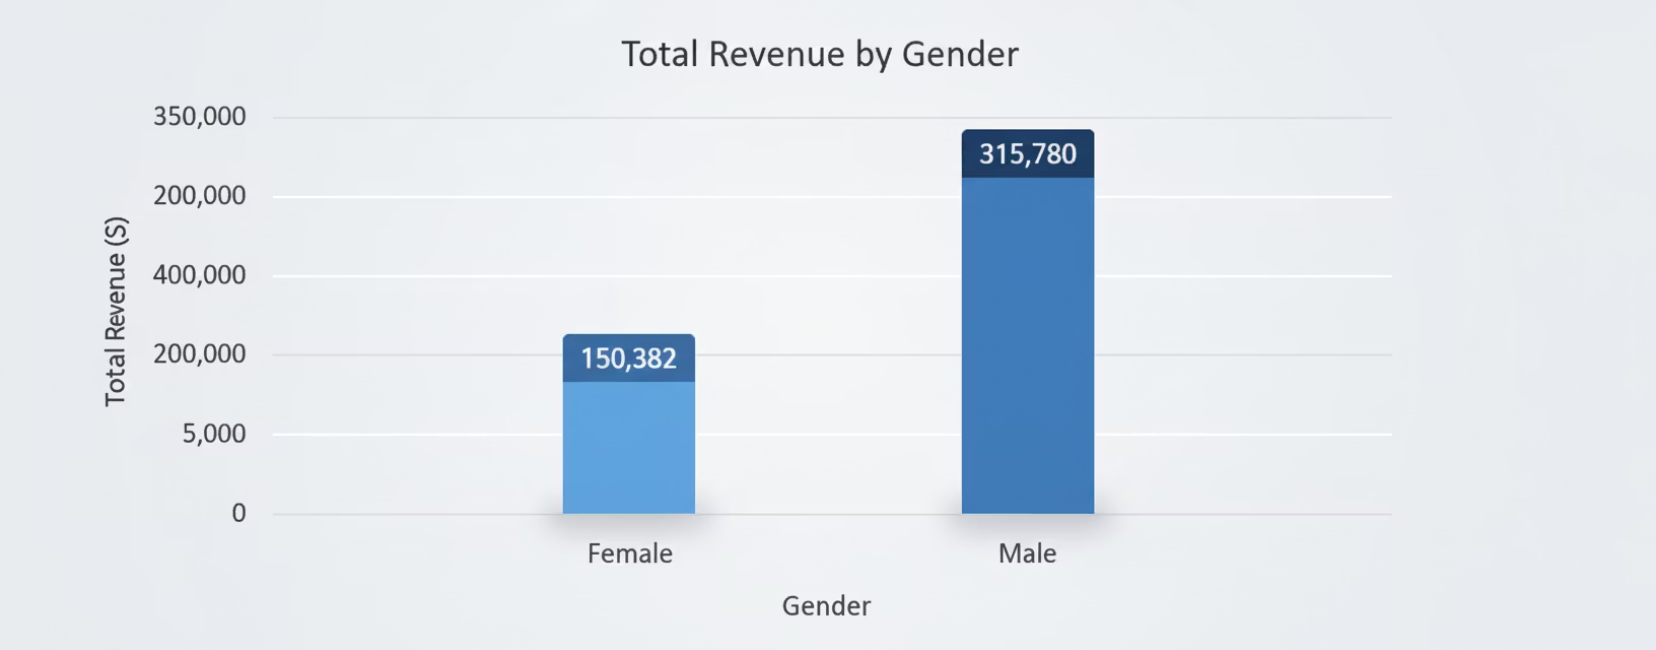 Total Revenue by Gender
350,000
315,780
200,000
Total Revenue (S)
400,000
200,000
150,382
5,000
0
Female
Male
Gender